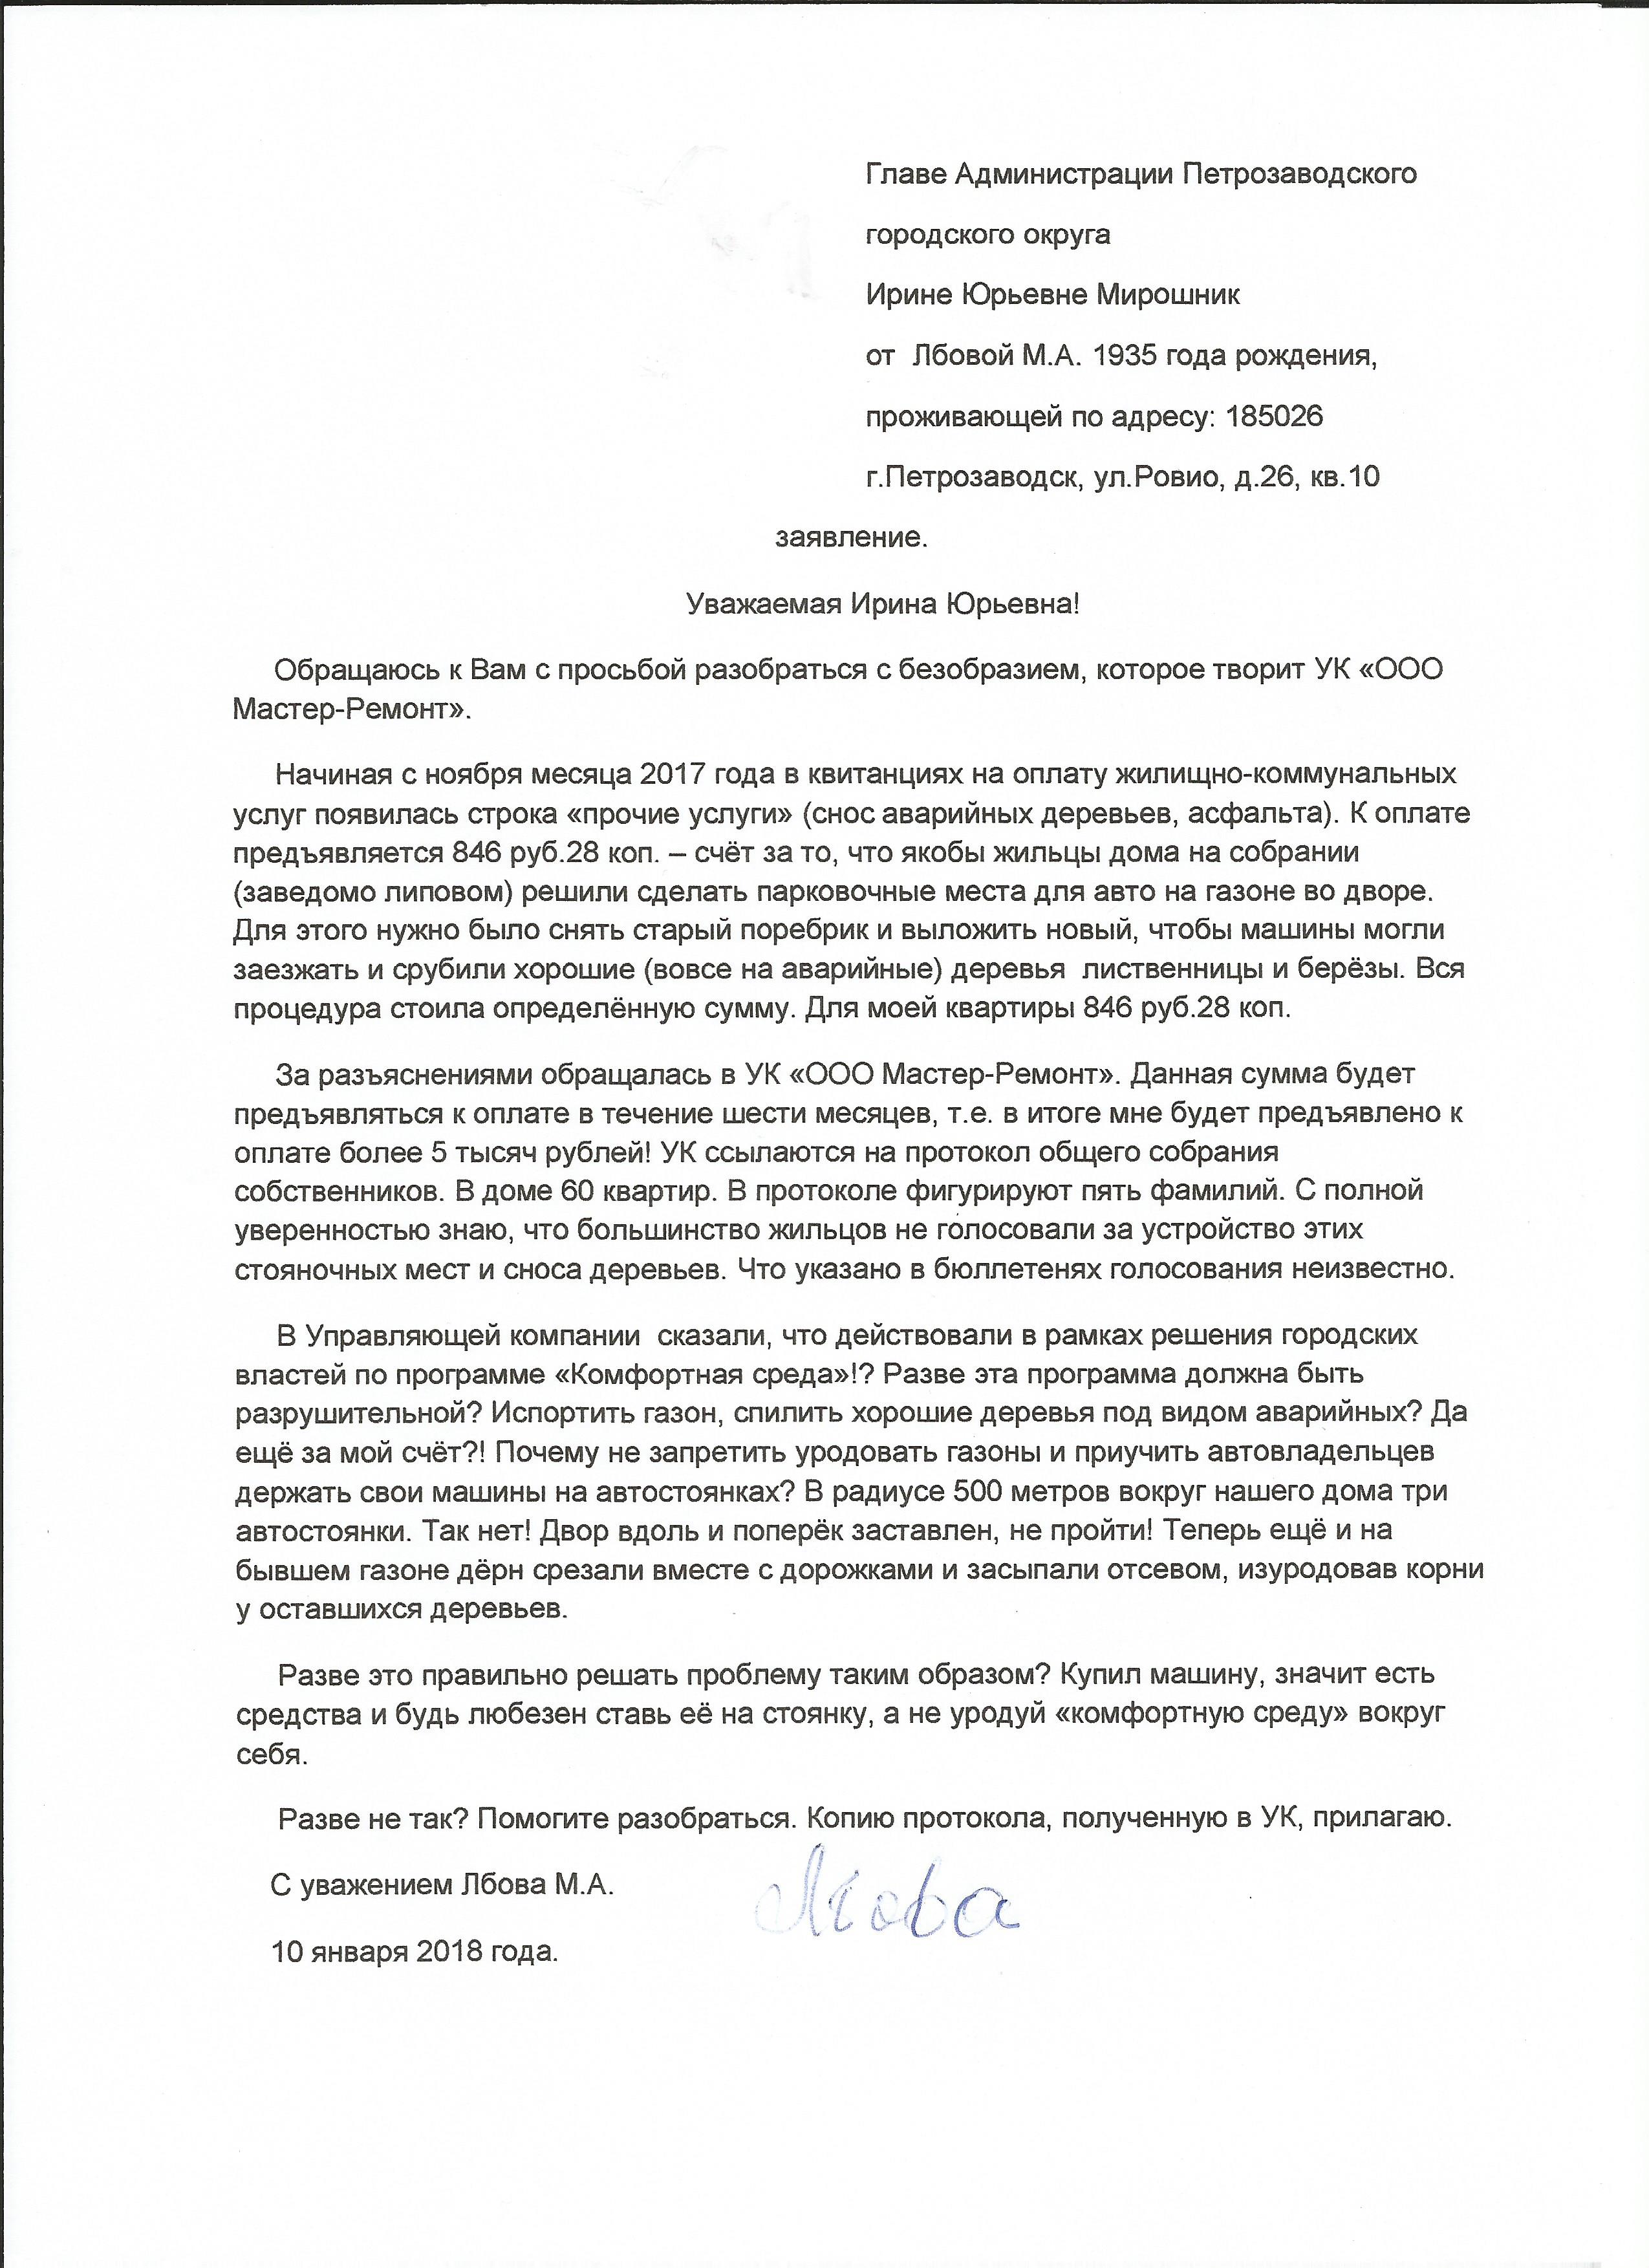 Главе Администрации Петрозаводского
городского округа
Ирине Юрьевне Мирошник
от  Лбовой М.А. 1935 года рождения,
проживающей по адресу: 185026
г.Петрозаводск, ул.Ровио, д.26, кв.10
заявление.
Уважаемая Ирина Юрьевна!
Обращаюсь к Вам с просьбой разобраться с безобразием, которое творит УК «ООО
Мастер-Ремонт».
Начиная с ноября месяца 2017 года в квитанциях на оплату жилищно-коммунальных
услуг появилась строка «прочие услуги» (снос аварийных деревьев, асфальта). К оплате
предъявляется 846 руб.28 коп. – счёт за то, что якобы жильцы дома на собрании
(заведомо липовом) решили сделать парковочные места для авто на газоне во дворе.
Для этого нужно было снять старый поребрик и выложить новый, чтобы машины могли
заезжать и срубили хорошие (вовсе на аварийные) деревья  лиственницы и берёзы. Вся
процедура стоила определённую сумму. Для моей квартиры 846 руб.28 коп.
За разъяснениями обращалась в УК «ООО Мастер-Ремонт». Данная сумма будет
предъявляться к оплате в течение шести месяцев, т.е. в итоге мне будет предъявлено к
оплате более 5 тысяч рублей! УК ссылаются на протокол общего собрания
собственников. В доме 60 квартир. В протоколе фигурируют пять фамилий. С полной
уверенностью знаю, что большинство жильцов не голосовали за устройство этих
стояночных мест и сноса деревьев. Что указано в бюллетенях голосования неизвестно.
В Управляющей компании  сказали, что действовали в рамках решения городских
властей по программе «Комфортная среда»!? Разве эта программа должна быть
разрушительной? Испортить газон, спилить хорошие деревья под видом аварийных? Да
ещё за мой счёт?! Почему не запретить уродовать газоны и приучить автовладельцев
держать свои машины на автостоянках? В радиусе 500 метров вокруг нашего дома три
автостоянки. Так нет! Двор вдоль и поперёк заставлен, не пройти! Теперь ещё и на
бывшем газоне дёрн срезали вместе с дорожками и засыпали отсевом, изуродовав корни
у оставшихся деревьев.
Разве это правильно решать проблему таким образом? Купил машину, значит есть
средства и будь любезен ставь её на стоянку, а не уродуй «комфортную среду» вокруг
себя.
Разве не так? Помогите разобраться. Копию протокола, полученную в УК, прилагаю.
С уважением Лбова М.А.
Лбова
10 января 2018 года.